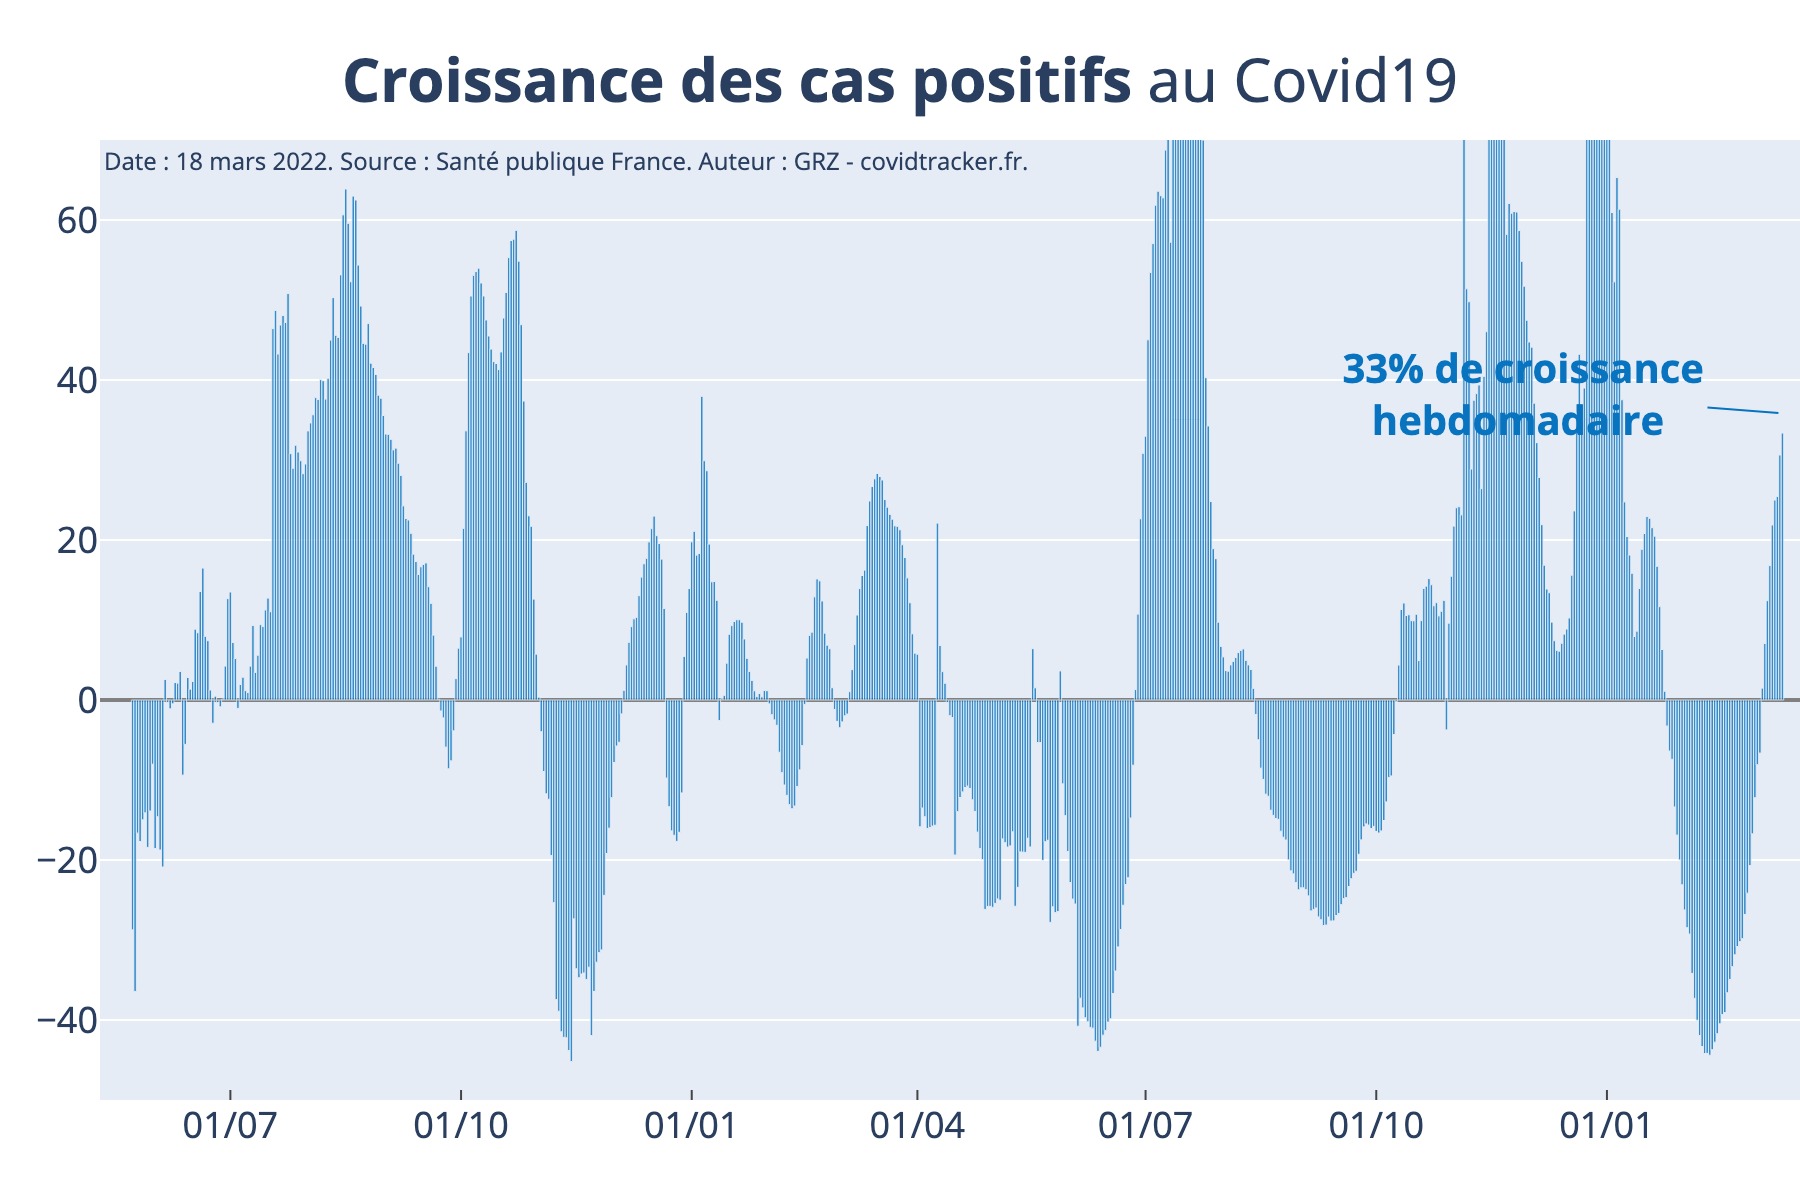 Croissance des cas positifs au Covid19
Date : 18 mars 2022. Source : Santé publique France. Auteur : GRZ - covidtracker.fr.
60
40
20
0
−20
−40
33% de croissance
hebdomadaire
01/07 01/10 01/01 01/04 01/07 01/10 01/01